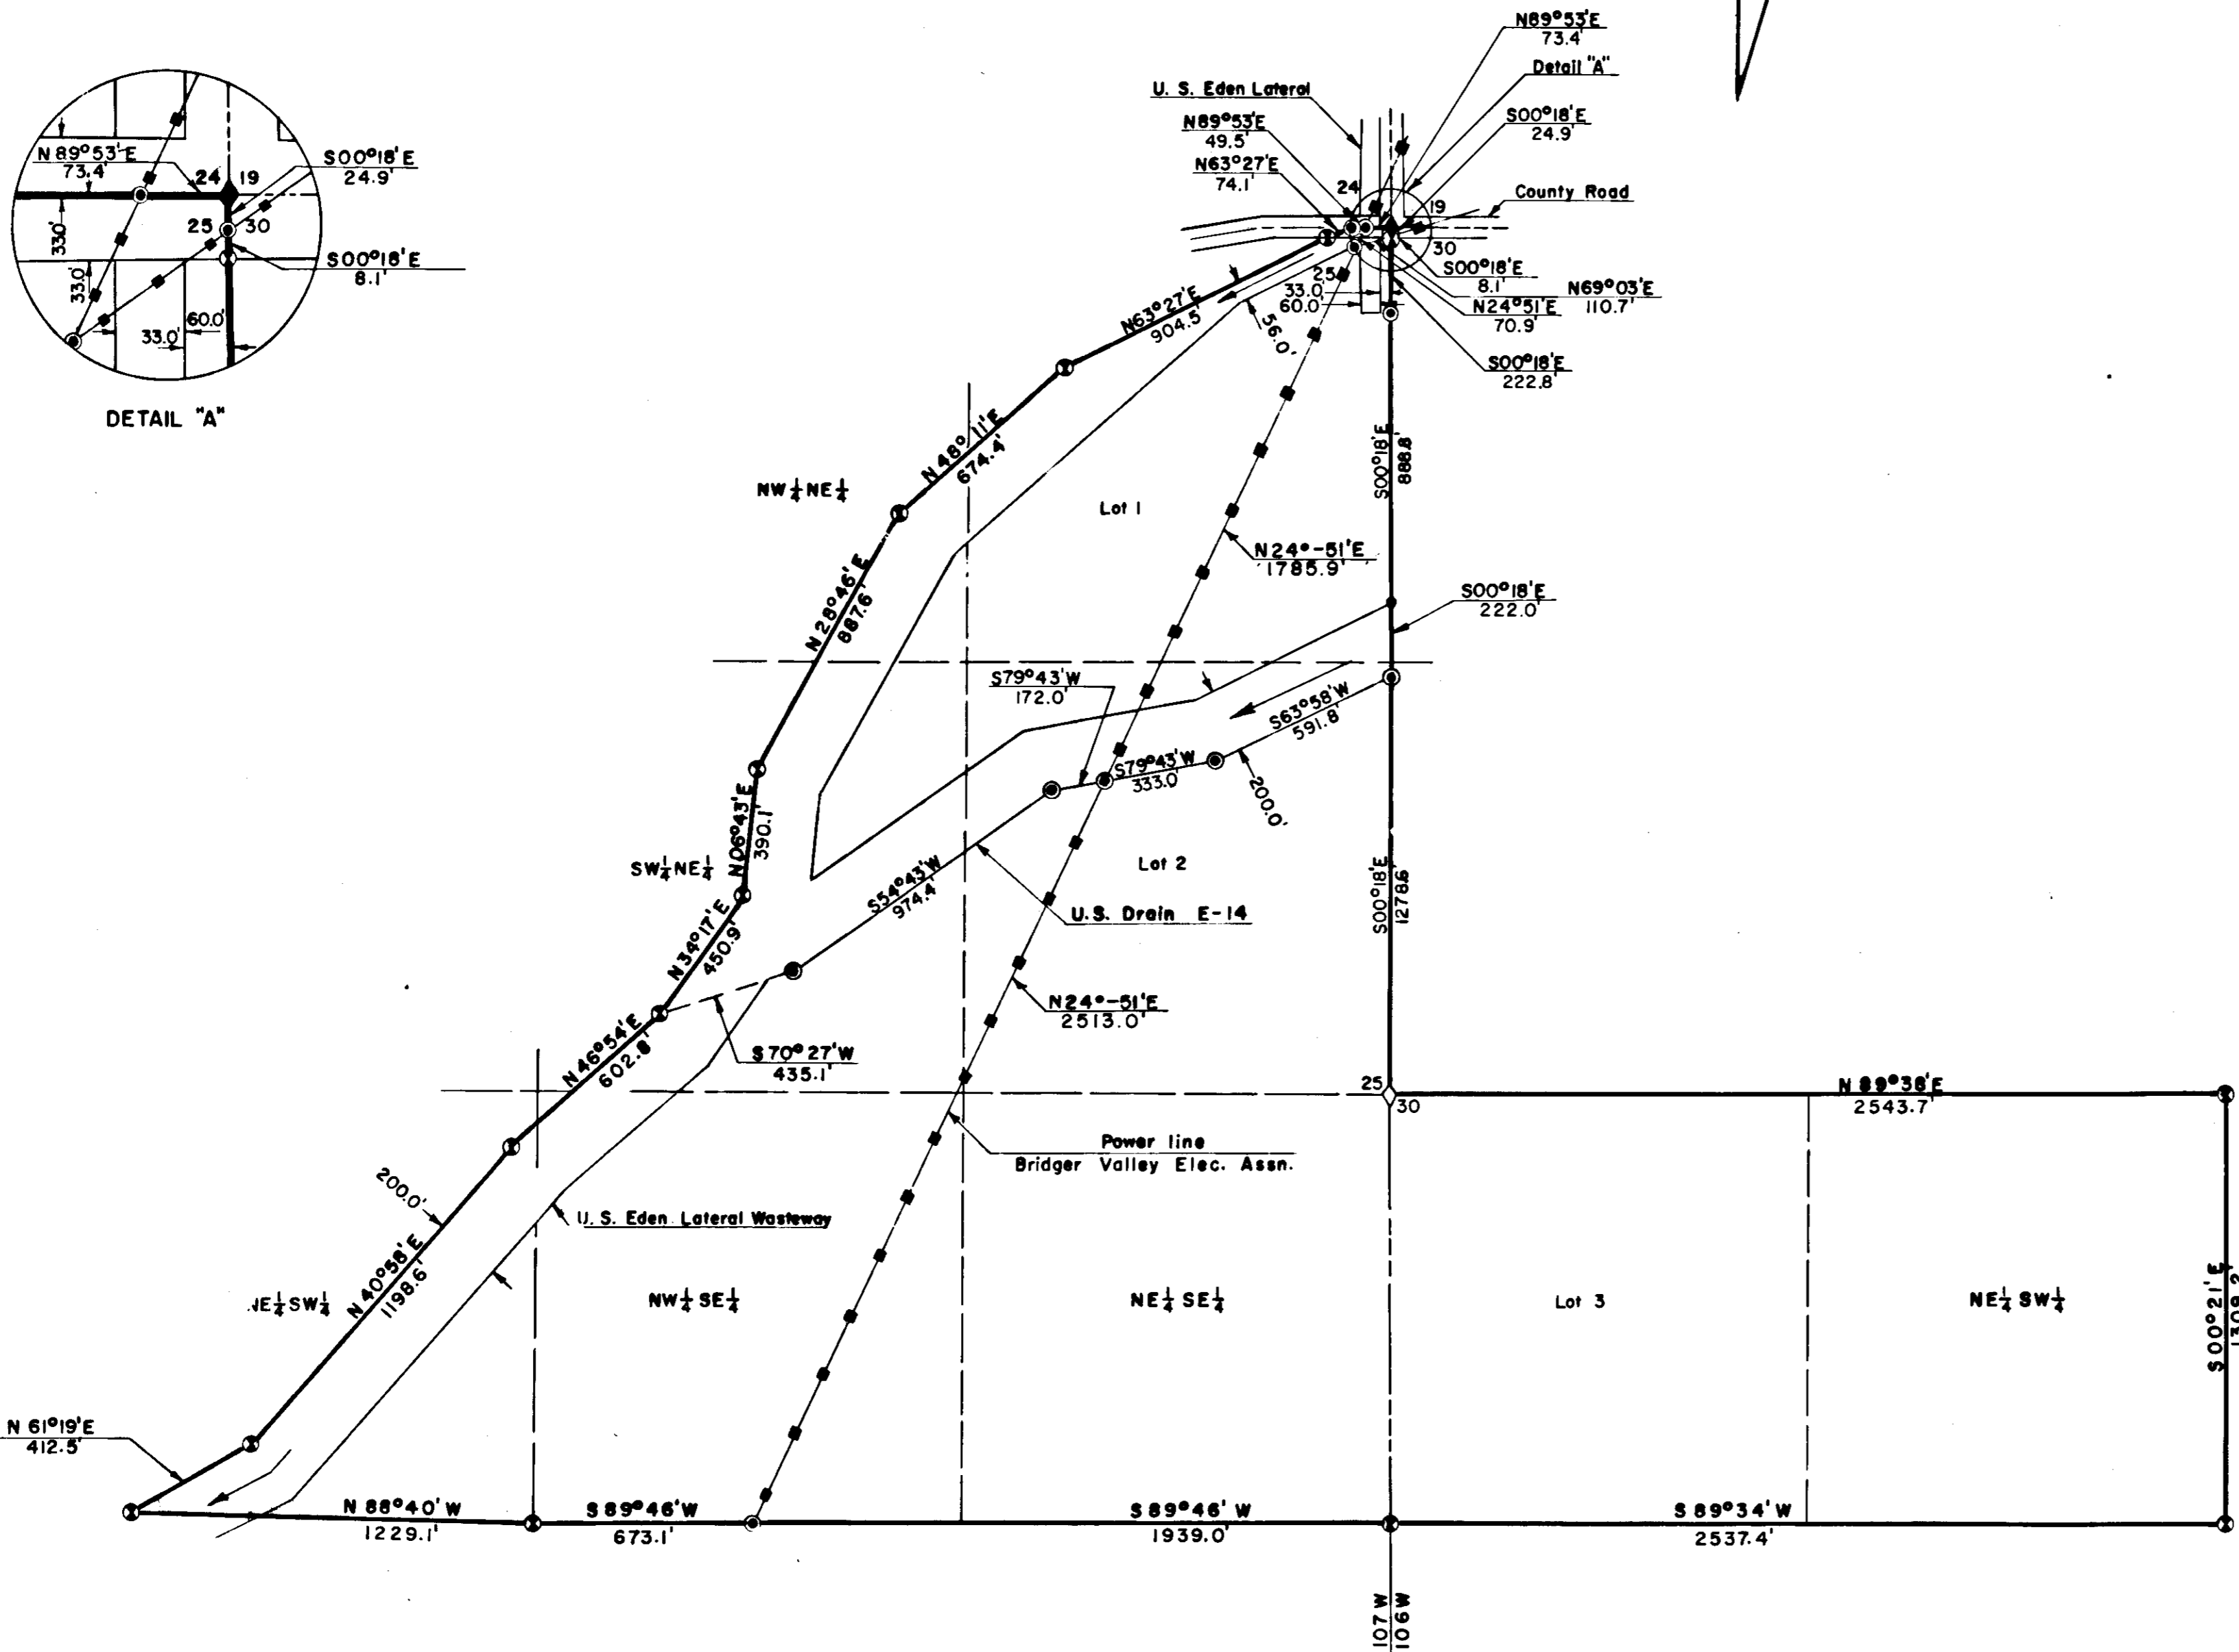 N89°53'E
73.4'
Detail "A"
U. S. Eden Lateral
N89°53'E
49.5'
S00°18'E
24.9'
N63°27'E
74.1'
24
19
County Road
30
25
S00°18'E
8.1'
N69°03'E
110.7'
33.0'
60.0'
N24°51'E
70.9'
S00°18'E
222.8'
N 89°53'E
73.4'
24 19
S00°18'E
24.9'
330'
25 30
S00°18'E
8.1'
33.0'
60.0'
33.0'
DETAIL "A"
N63°27'E
904.5'
56.0'
N48° 11'E
674.4'
S00°18'E
888.8'
NW¼NE¼
Lot 1
N24°-51'E
1785.9'
N 28°46' E
887.6'
S00°18'E
222.0'
S79°43'W
172.0'
S63°58'W
591.8'
S79°43'W
333.0'
200.0'
N06°43'E
390.1'
SW¼NE¼
Lot 2
S54°43'W
974.4'
U.S. Drain E-14
S00°18'E
1278.6'
N34°17'E
450.9'
N24°-51'E
2513.0'
N46°54'E
602.8'
S70°27'W
435.1'
25
30
N 89°38'E
2543.7'
Power line
Bridger Valley Elec. Assn.
200.0'
U. S. Eden Lateral Wasteway
N 40°58'E
1198.6'
NE¼SW¼
NW¼ SE¼
NE¼ SE¼
Lot 3
NE¼ SW¼
S00°21'E
N 61°19'E
412.5'
N 88°40' W
1229.1'
S89°46'W
673.1'
S89°46' W
1939.0'
S 89°34' W
2537.4'
107 W
106 W